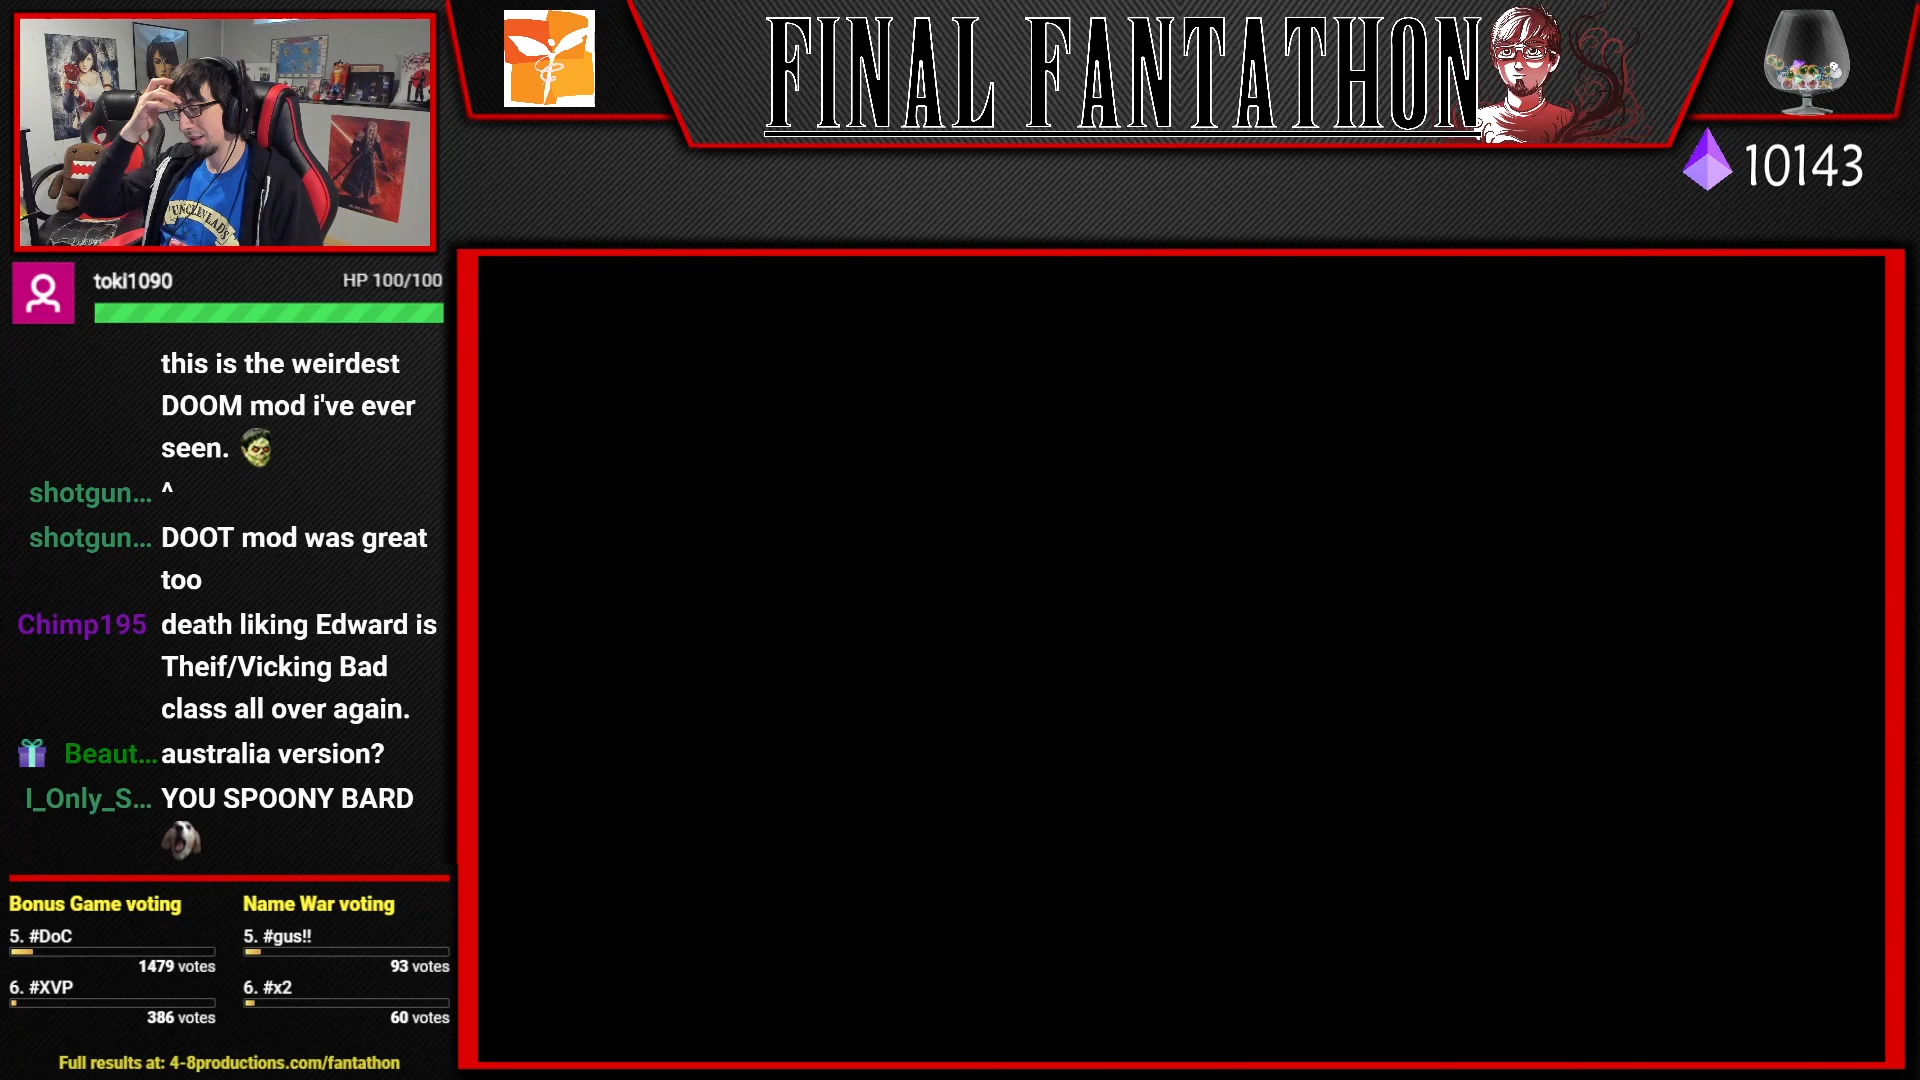 FINAL FANTATHON
10143
UNCLEVLADS
toki1090
HP 100/100
this is the weirdest
DOOM mod i've ever
seen.
shotgun... ^
shotgun... DOOT mod was great
too
Chimp195 death liking Edward is
Theif/Vicking Bad
class all over again.
Beaut... australia version?
I_Only_S... YOU SPOONY BARD
Bonus Game voting
5. #DoC
1479 votes
6. #XVP
386 votes
Name War voting
5. #gus!!
93 votes
6. #x2
60 votes
Full results at: 4-8productions.com/fantathon